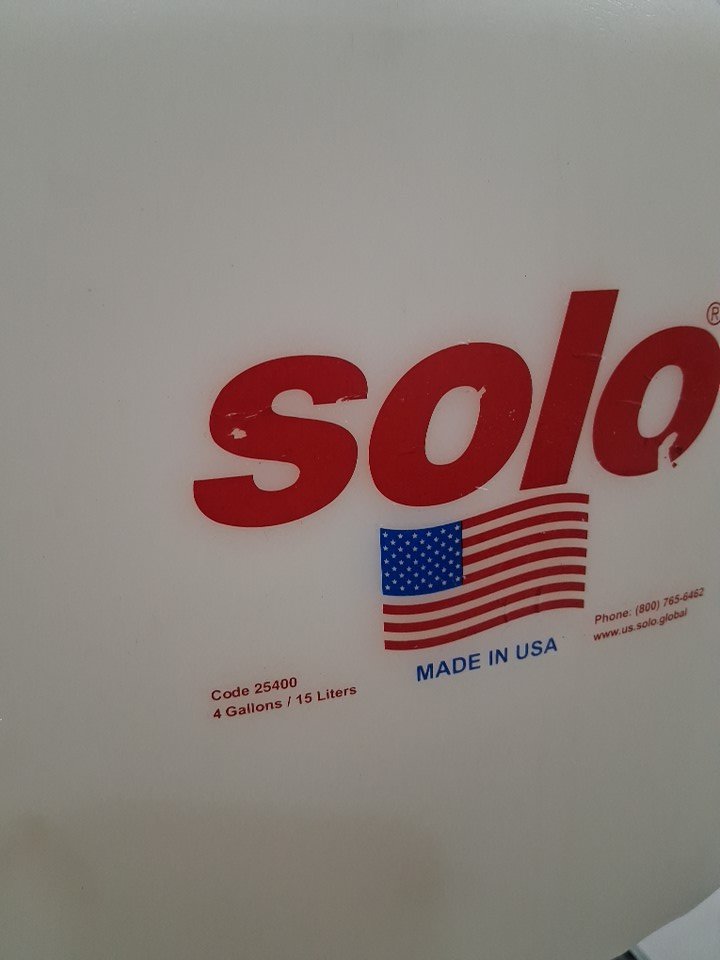 solo®
MADE IN USA
Phone: (800) 765-6462
www.us.solo.global
Code 25400
4 Gallons / 15 Liters